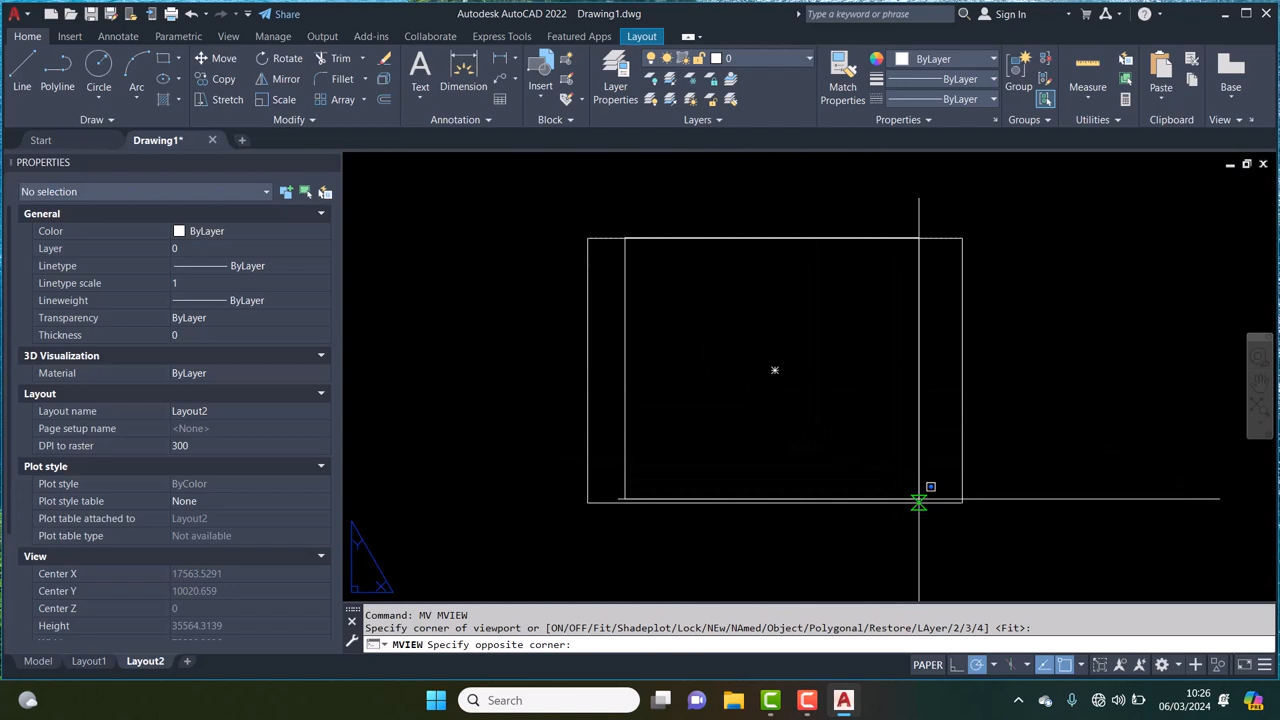 Share
Autodesk AutoCAD 2022 Drawing1.dwg
Type a keyword or phrase
Sign In
Home Insert Annotate Parametric View Manage Output Add-ins Collaborate Express Tools Featured Apps Layout
Line Polyline Circle Arc
Move Rotate Trim
Copy Mirror Fillet
Stretch Scale Array
Text Dimension
Insert
Layer Properties
0
Match Properties
ByLayer
ByLayer
ByLayer
Group
Measure
Paste
Base
Draw Modify Annotation Block Layers Properties Groups Utilities Clipboard View
Start Drawing1*
PROPERTIES
No selection
General
Color ByLayer
Layer 0
Linetype ByLayer
Linetype scale 1
Lineweight ByLayer
Transparency ByLayer
Thickness 0
3D Visualization
Material ByLayer
Layout
Layout name Layout2
Page setup name <None>
DPI to raster 300
Plot style
Plot style ByColor
Plot style table None
Plot table attached to Layout2
Plot table type Not available
View
Center X 17563.5291
Center Y 10020.659
Center Z 0
Height 35564.3139
Y X
Command: MV MVIEW
Specify corner of viewport or [ON/OFF/Fit/Shadeplot/Lock/NEw/NAmed/Object/Polygonal/Restore/LAyer/2/3/4] <Fit>:
MVIEW Specify opposite corner:
Model Layout1 Layout2
PAPER
Search
10:26
06/03/2024